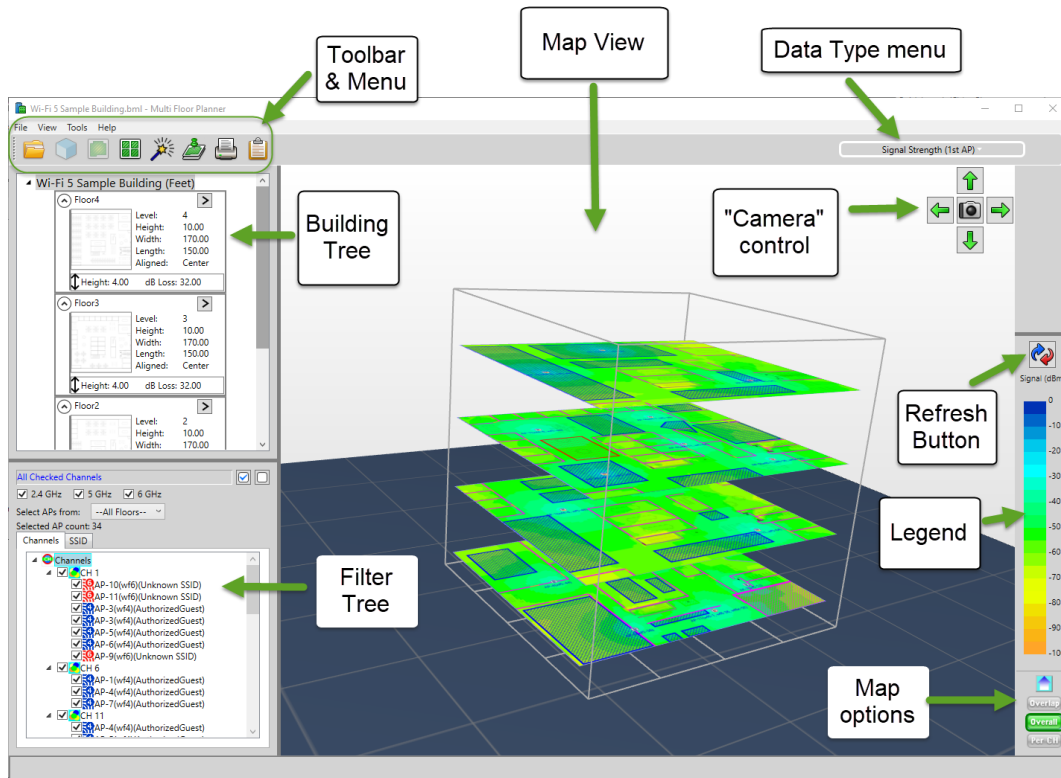 Toolbar
& Menu
Map View
Data Type menu
Wi-Fi 5 Sample Building.bml - Multi Floor Planner
File View Tools Help
Signal Strength (1st AP)
Wi-Fi 5 Sample Building (Feet)
Floor4
Level: 4
Height: 10.00
Width: 170.00
Length: 150.00
Aligned: Center
Height: 4.00 dB Loss: 32.00
Floor3
Level: 3
Height: 10.00
Width: 170.00
Length: 150.00
Aligned: Center
Height: 4.00 dB Loss: 32.00
Floor2
Level: 2
Height: 10.00
Width: 170.00
Building
Tree
"Camera"
control
Refresh
Button
Signal (dBm
0
-10
-20
-30
-40
-50
-60
-70
-80
-90
-10
Legend
All Checked Channels
2.4 GHz 5 GHz 6 GHz
Select APs from: --All Floors--
Selected AP count: 34
Channels SSID
Channels
CH 1
AP-10(wf6)(Unknown SSID)
AP-11(wf6)(Unknown SSID)
AP-3(wf4)(AuthorizedGuest)
AP-3(wf4)(AuthorizedGuest)
AP-5(wf4)(AuthorizedGuest)
AP-6(wf4)(AuthorizedGuest)
AP-9(wf6)(Unknown SSID)
CH 6
AP-1(wf4)(AuthorizedGuest)
AP-4(wf4)(AuthorizedGuest)
AP-7(wf4)(AuthorizedGuest)
CH 11
AP-4(wf4)(AuthorizedGuest)
Filter
Tree
Map
options
Overlap
Overall
Per CH